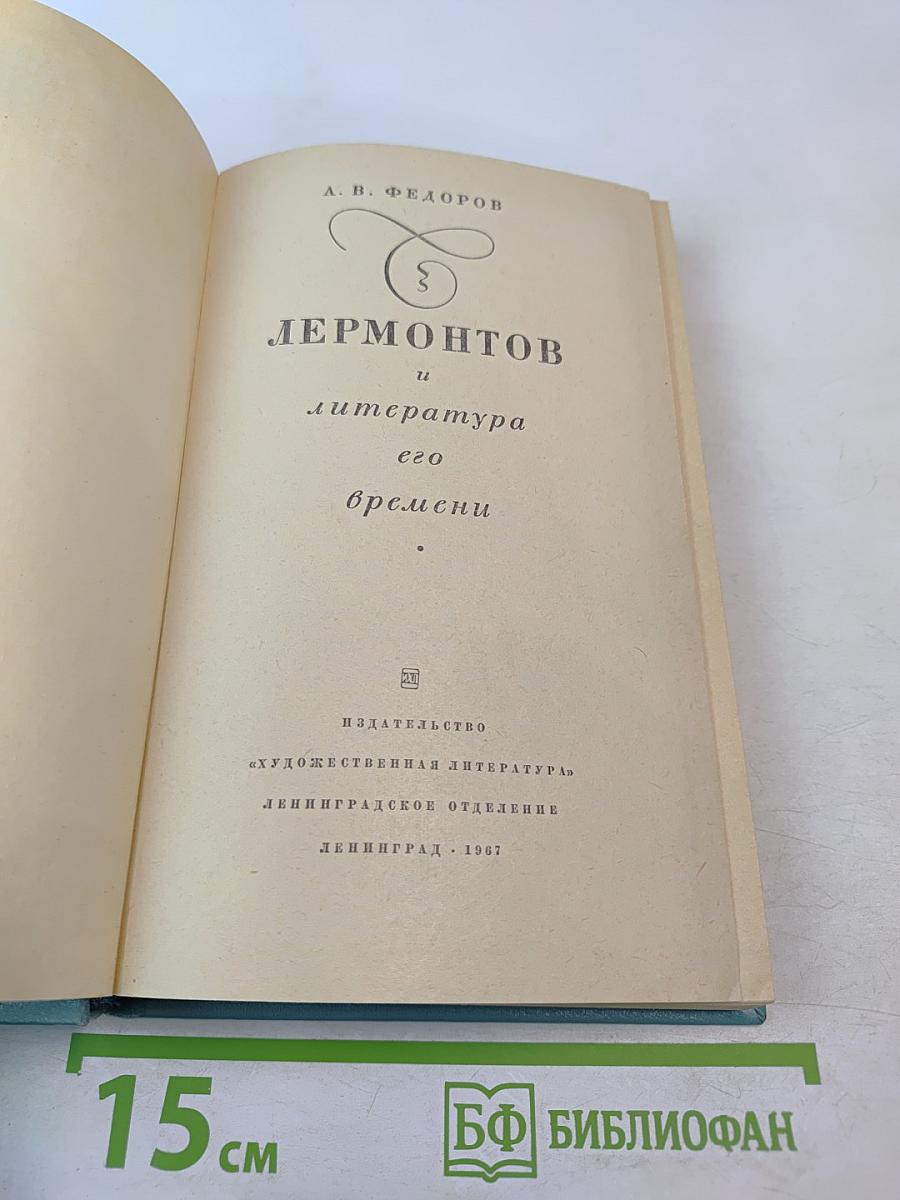 А. В. ФЕДОРОВ
ЛЕРМОНТОВ
и
литература
его
времени
ИЗДАТЕЛЬСТВО
«ХУДОЖЕСТВЕННАЯ ЛИТЕРАТУРА»
ЛЕНИНГРАДСКОЕ ОТДЕЛЕНИЕ
ЛЕНИНГРАД · 1967
15 см
БФ БИБЛИОФАН